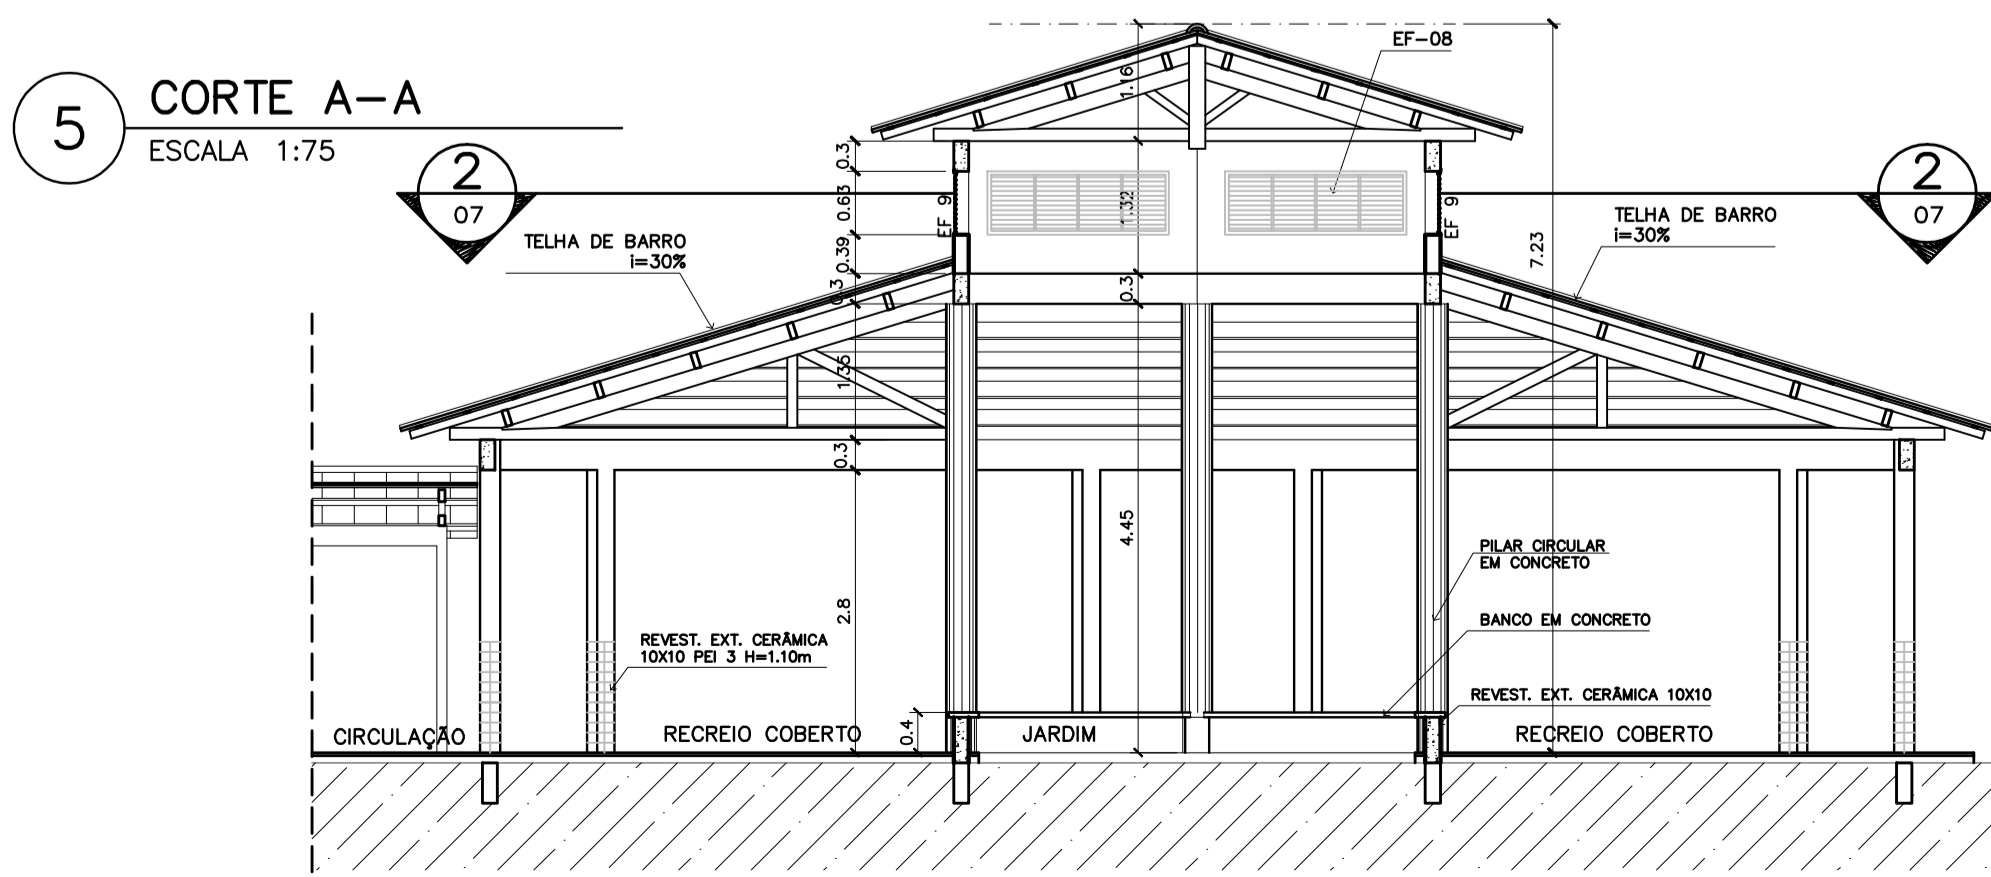 5
CORTE A-A
ESCALA 1:75
2
07
2
07
EF-08
1.16
0.3
0.63
0.39
0.3
1.35
0.3
2.8
0.4
1.32
0.3
4.45
7.23
EF 9
EF 9
TELHA DE BARRO
i=30%
TELHA DE BARRO
i=30%
PILAR CIRCULAR
EM CONCRETO
BANCO EM CONCRETO
REVEST. EXT. CERÂMICA
10X10 PEI 3 H=1.10m
REVEST. EXT. CERÂMICA 10X10
CIRCULAÇÃO
RECREIO COBERTO
JARDIM
RECREIO COBERTO